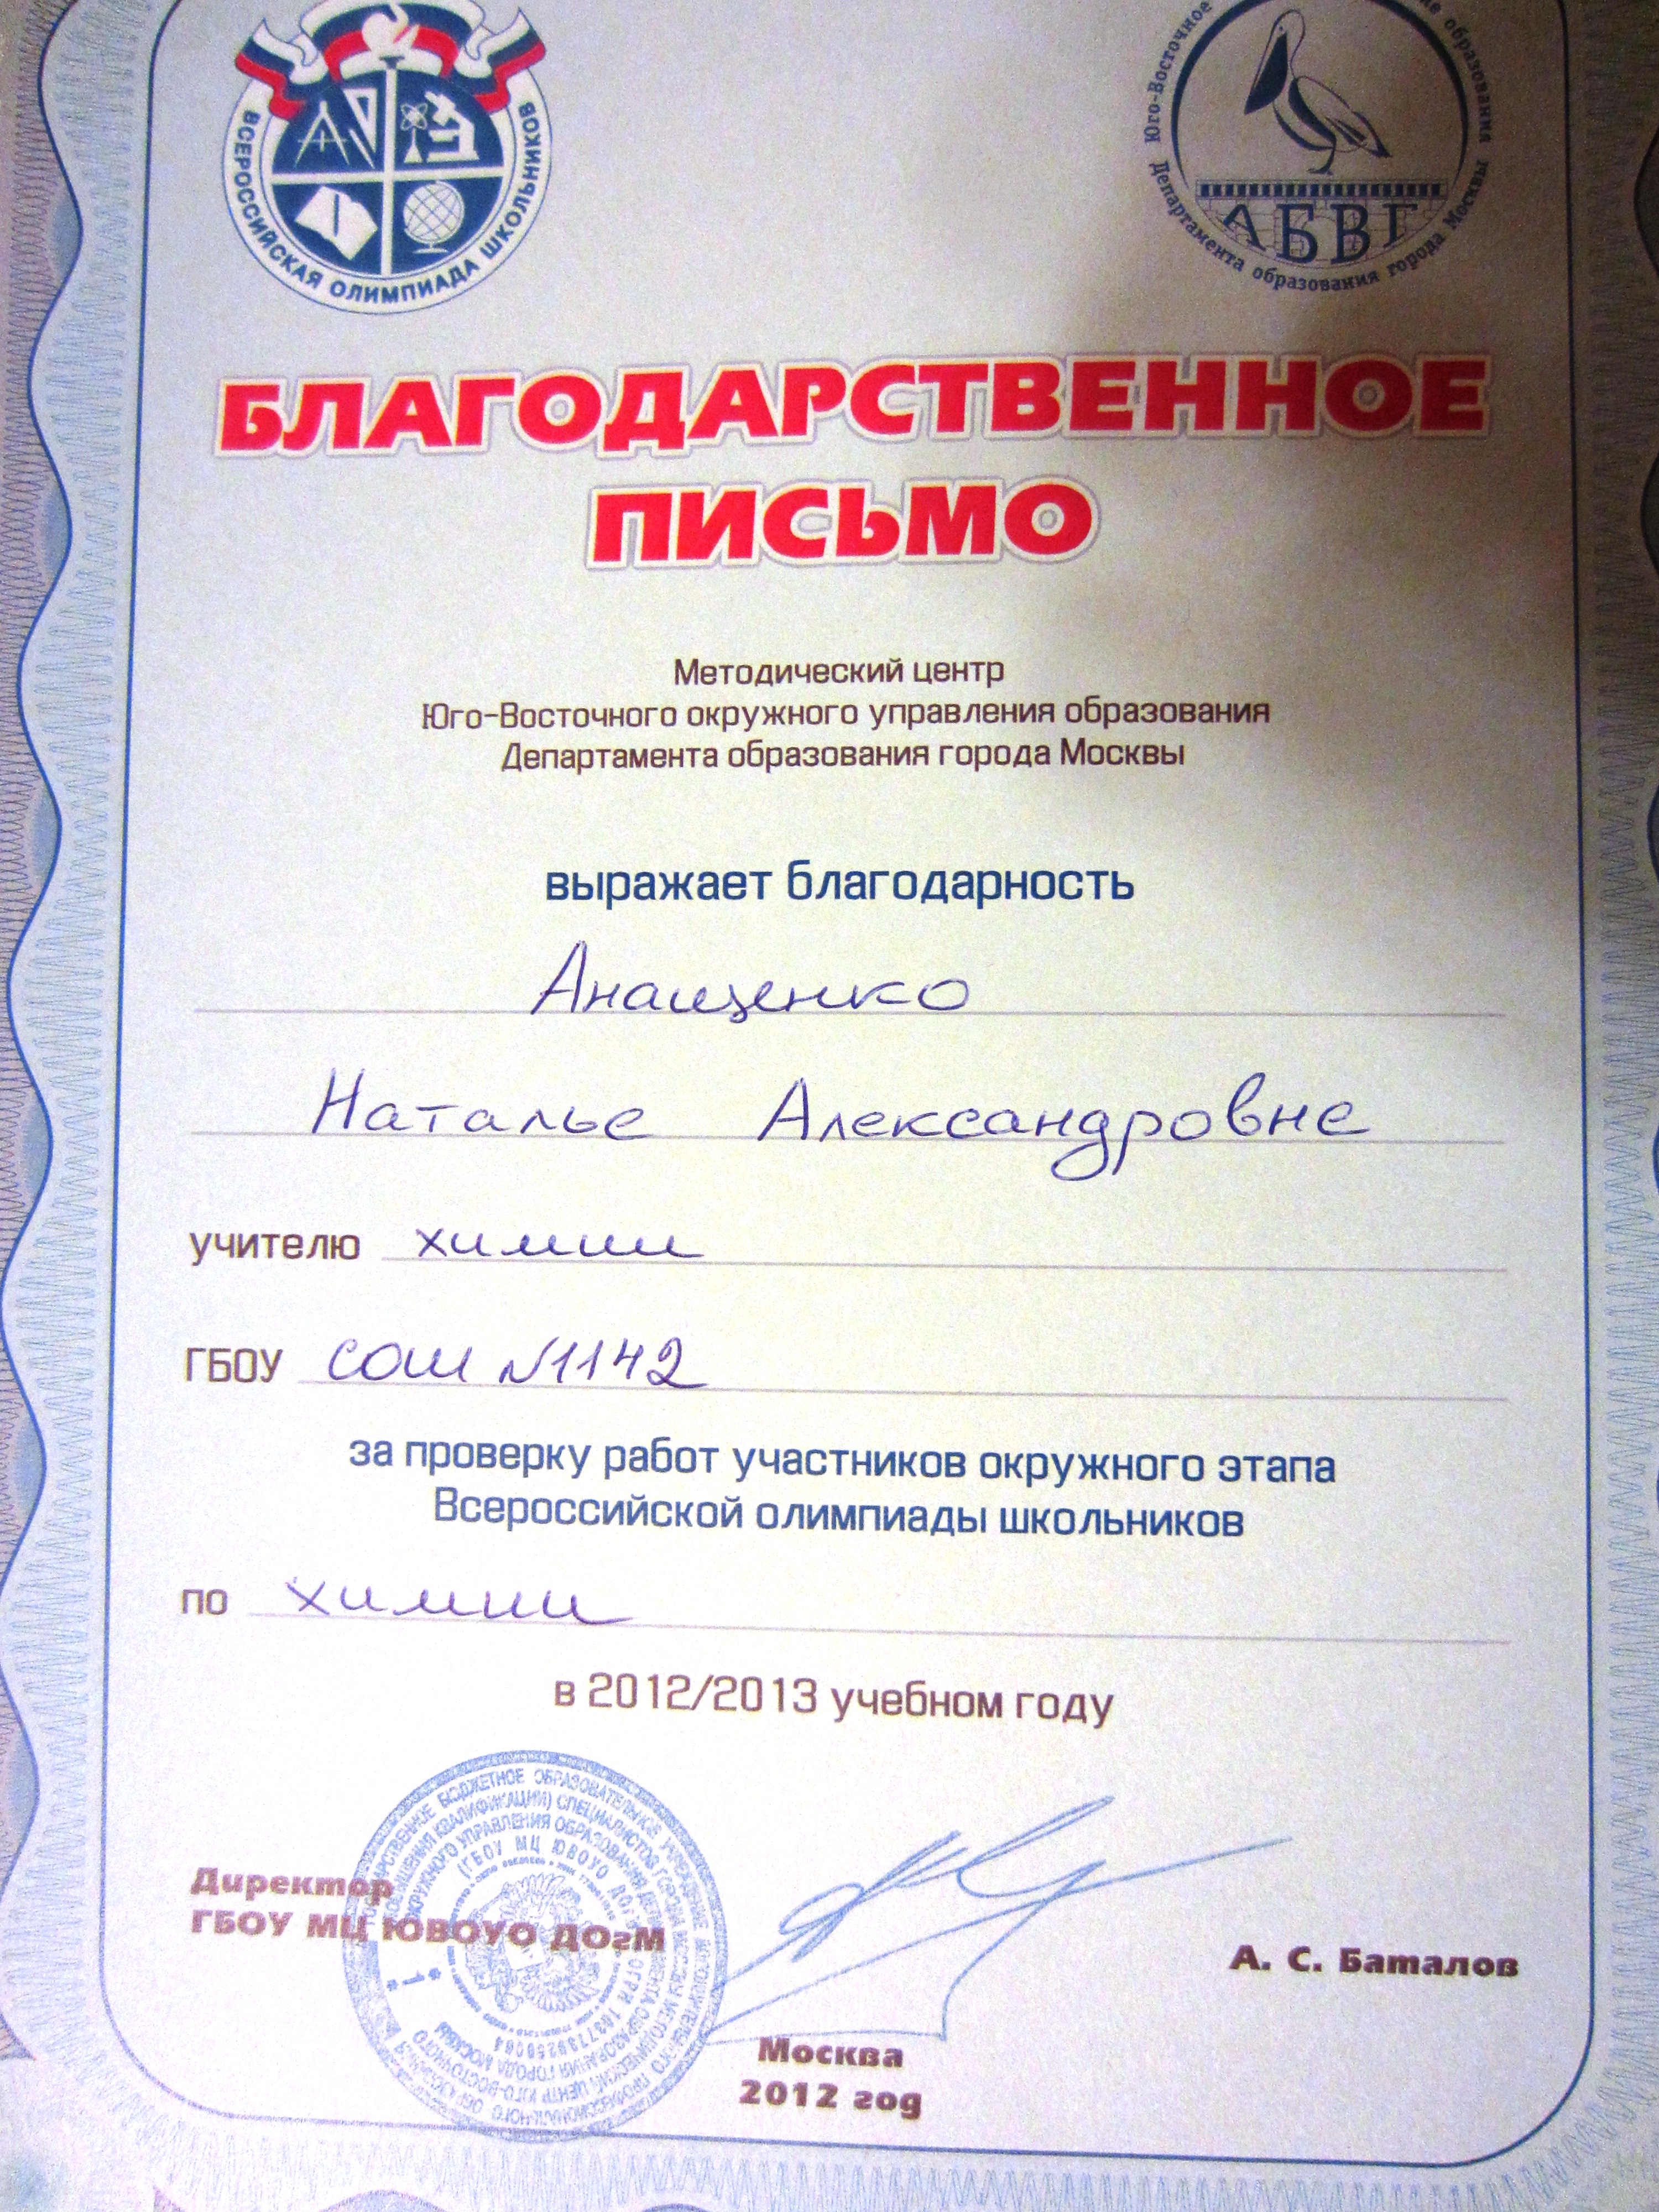 ВСЕРОССИЙСКАЯ ОЛИМПИАДА ШКОЛЬНИКОВ
Юго-Восточное образования
Департамента образования города Москвы
АБВГ
БЛАГОДАРСТВЕННОЕ
ПИСЬМО
Методический центр
Юго-Восточного окружного управления образования
Департамента образования города Москвы
выражает благодарность
Анащенко
Наталье Александровне
учителю химии
ГБОУ СОШ №1142
за проверку работ участников окружного этапа
Всероссийской олимпиады школьников
по химии
в 2012/2013 учебном году
Директор
ГБОУ МЦ ЮВОУО ДОгМ
А. С. Баталов
Москва
2012 год